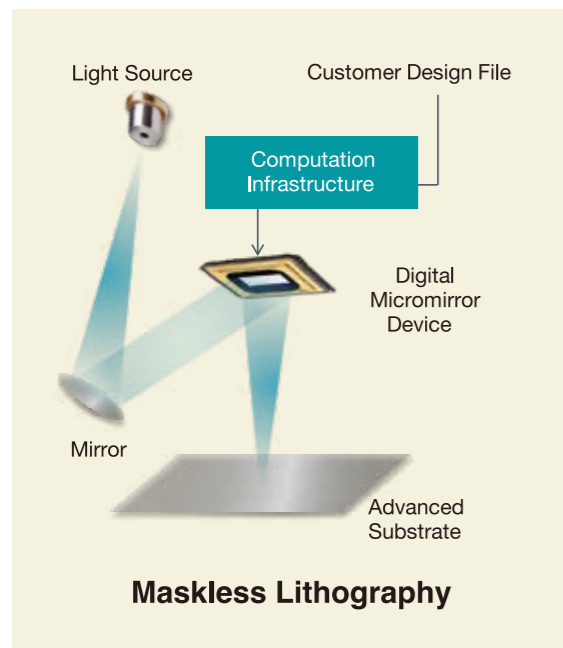 Light Source
Customer Design File
Computation
Infrastructure
Digital
Micromirror
Device
Mirror
Advanced
Substrate
Maskless Lithography